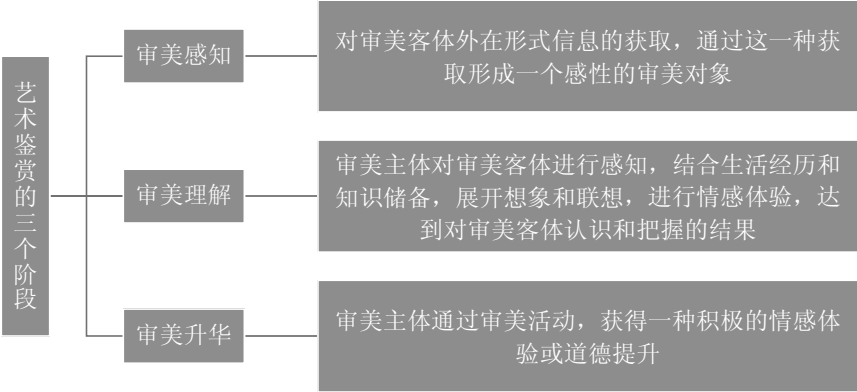 艺术鉴赏的三个阶段
审美感知
对审美客体外在形式信息的获取，通过这一种获
取形成一个感性的审美对象
审美理解
审美主体对审美客体进行感知，结合生活经历和
知识储备，展开想象和联想，进行情感体验，达
到对审美客体认识和把握的结果
审美升华
审美主体通过审美活动，获得一种积极的情感体
验或道德提升